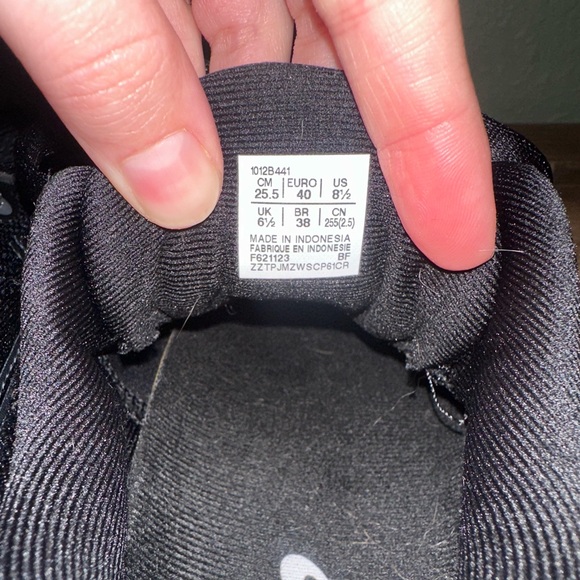 1012B441
CM | EURO | US
25.5 | 40 | 8½
UK | BR | CN
6½ | 38 | 255(2.5)
MADE IN INDONESIA
FABRIQUE EN INDONESIE
F621123 BF
ZZTPJMZWSCP61CR